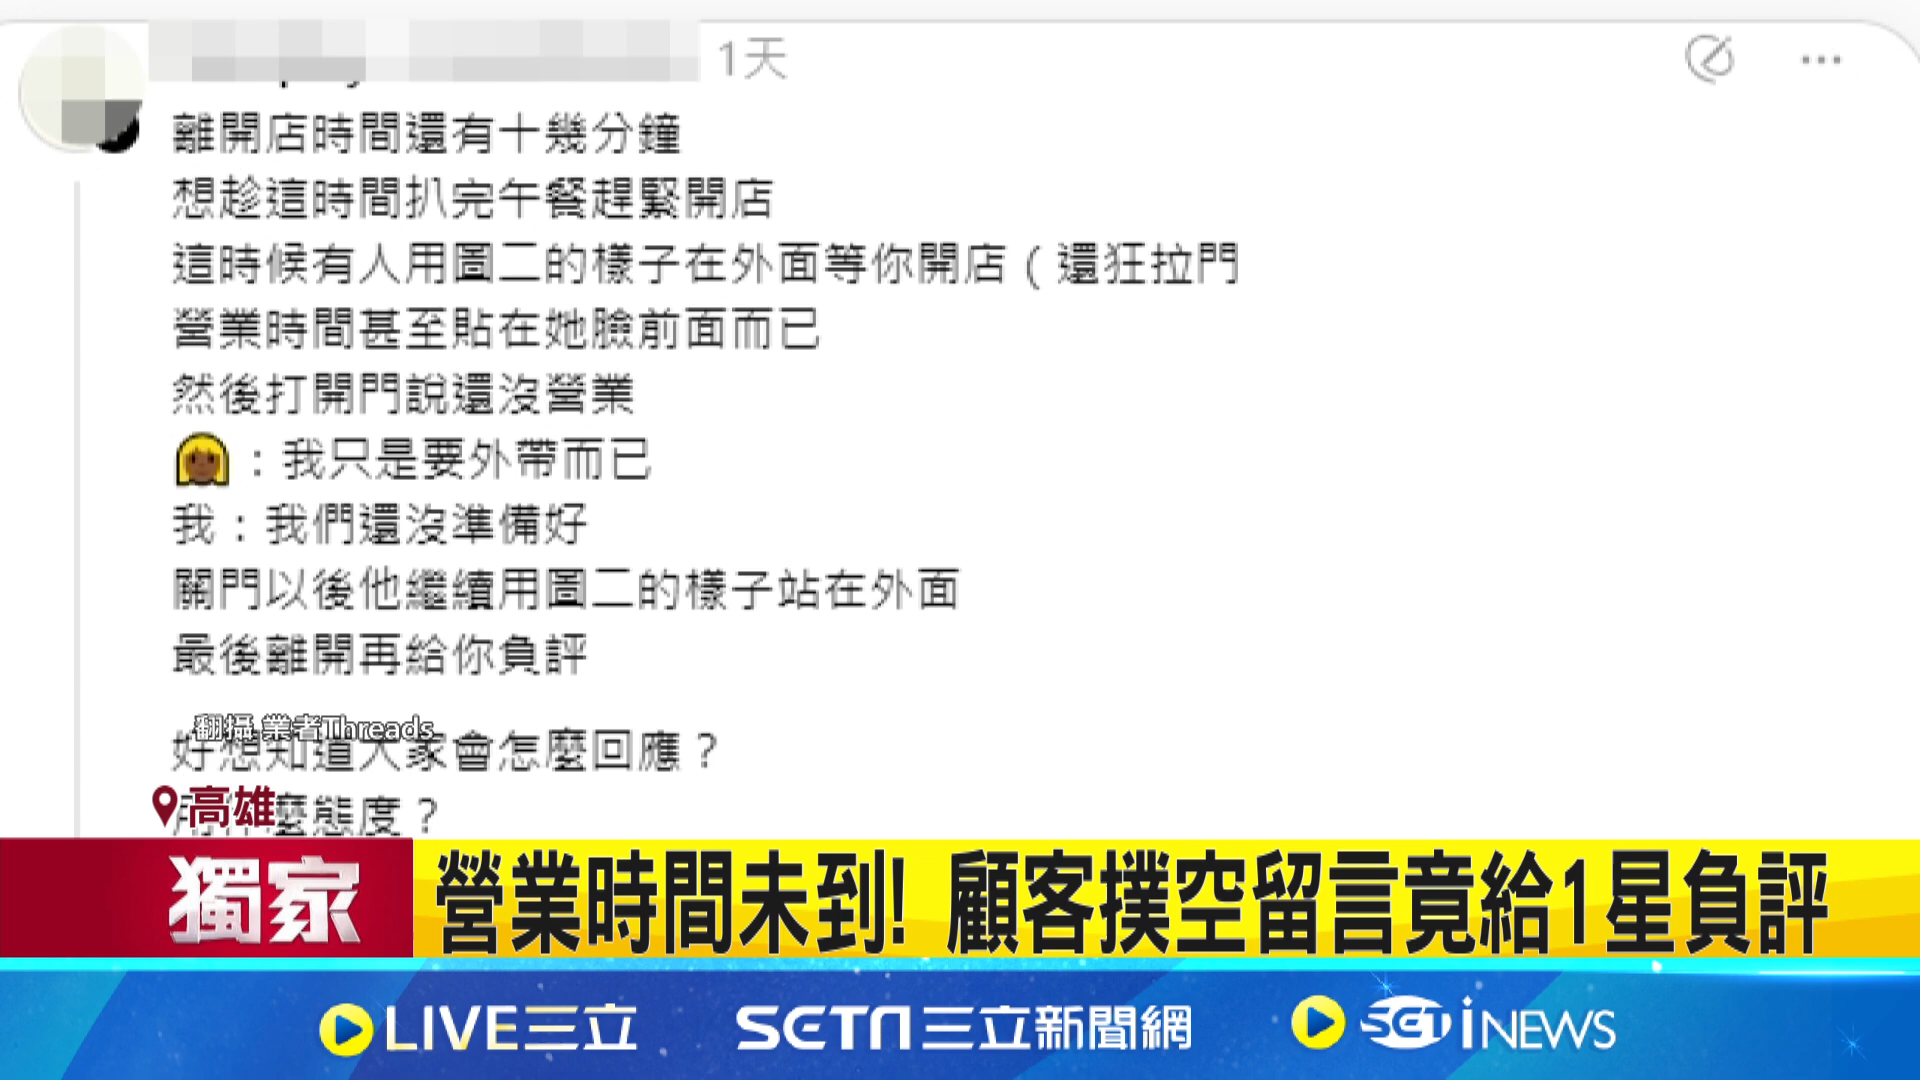 1天
離開店時間還有十幾分鐘
想趁這時間扒完午餐趕緊開店
這時候有人用圖二的樣子在外面等你開店（還狂拉門
營業時間甚至貼在她臉前面而已
然後打開門說還沒營業
：我只是要外帶而已
我：我們還沒準備好
關門以後他繼續用圖二的樣子站在外面
最後離開再給你負評
翻攝 業者Threads
好想知道大家會怎麼回應？
高雄
麼態度？
獨家
營業時間未到! 顧客撲空留言竟給1星負評
LIVE三立
SETN三立新聞網
SET iNEWS